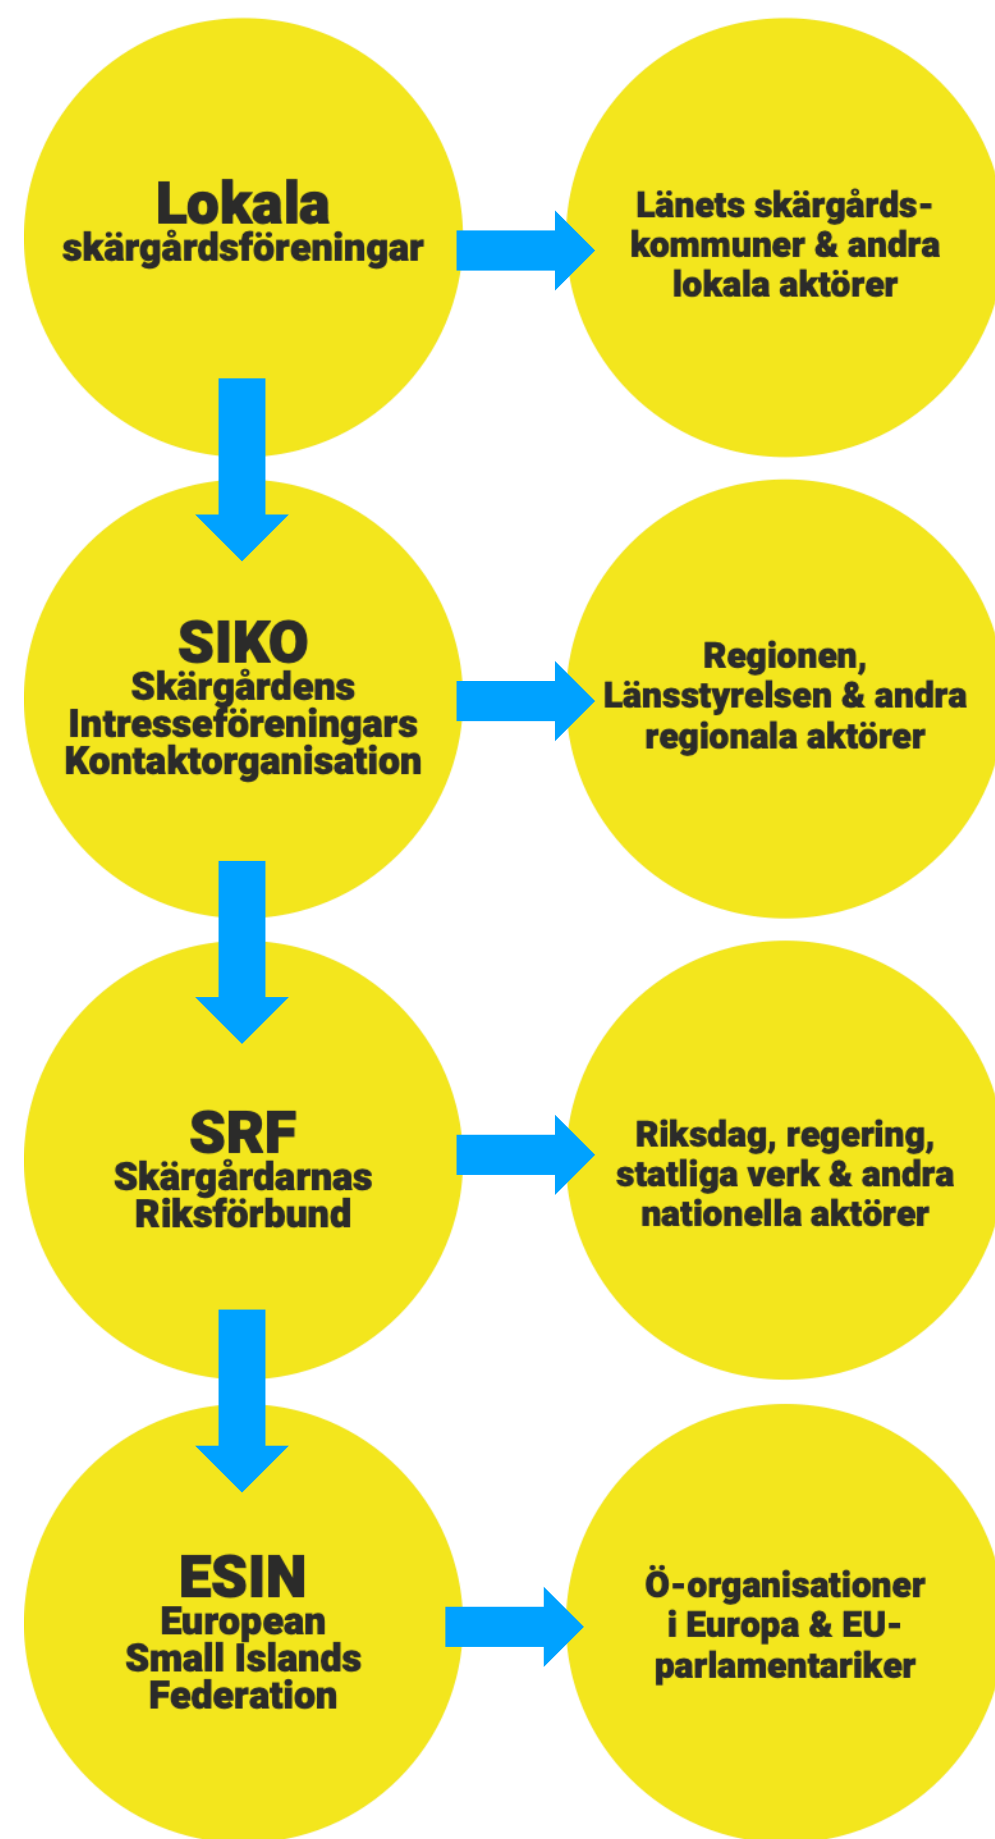 Lokala
skärgårdsföreningar
Länets skärgårds-
kommuner & andra
lokala aktörer
SIKO
Skärgårdens
Intresseföreningars
Kontaktorganisation
Regionen,
Länsstyrelsen & andra
regionala aktörer
SRF
Skärgårdarnas
Riksförbund
Riksdag, regering,
statliga verk & andra
nationella aktörer
ESIN
European
Small Islands
Federation
Ö-organisationer
i Europa & EU-
parlamentariker